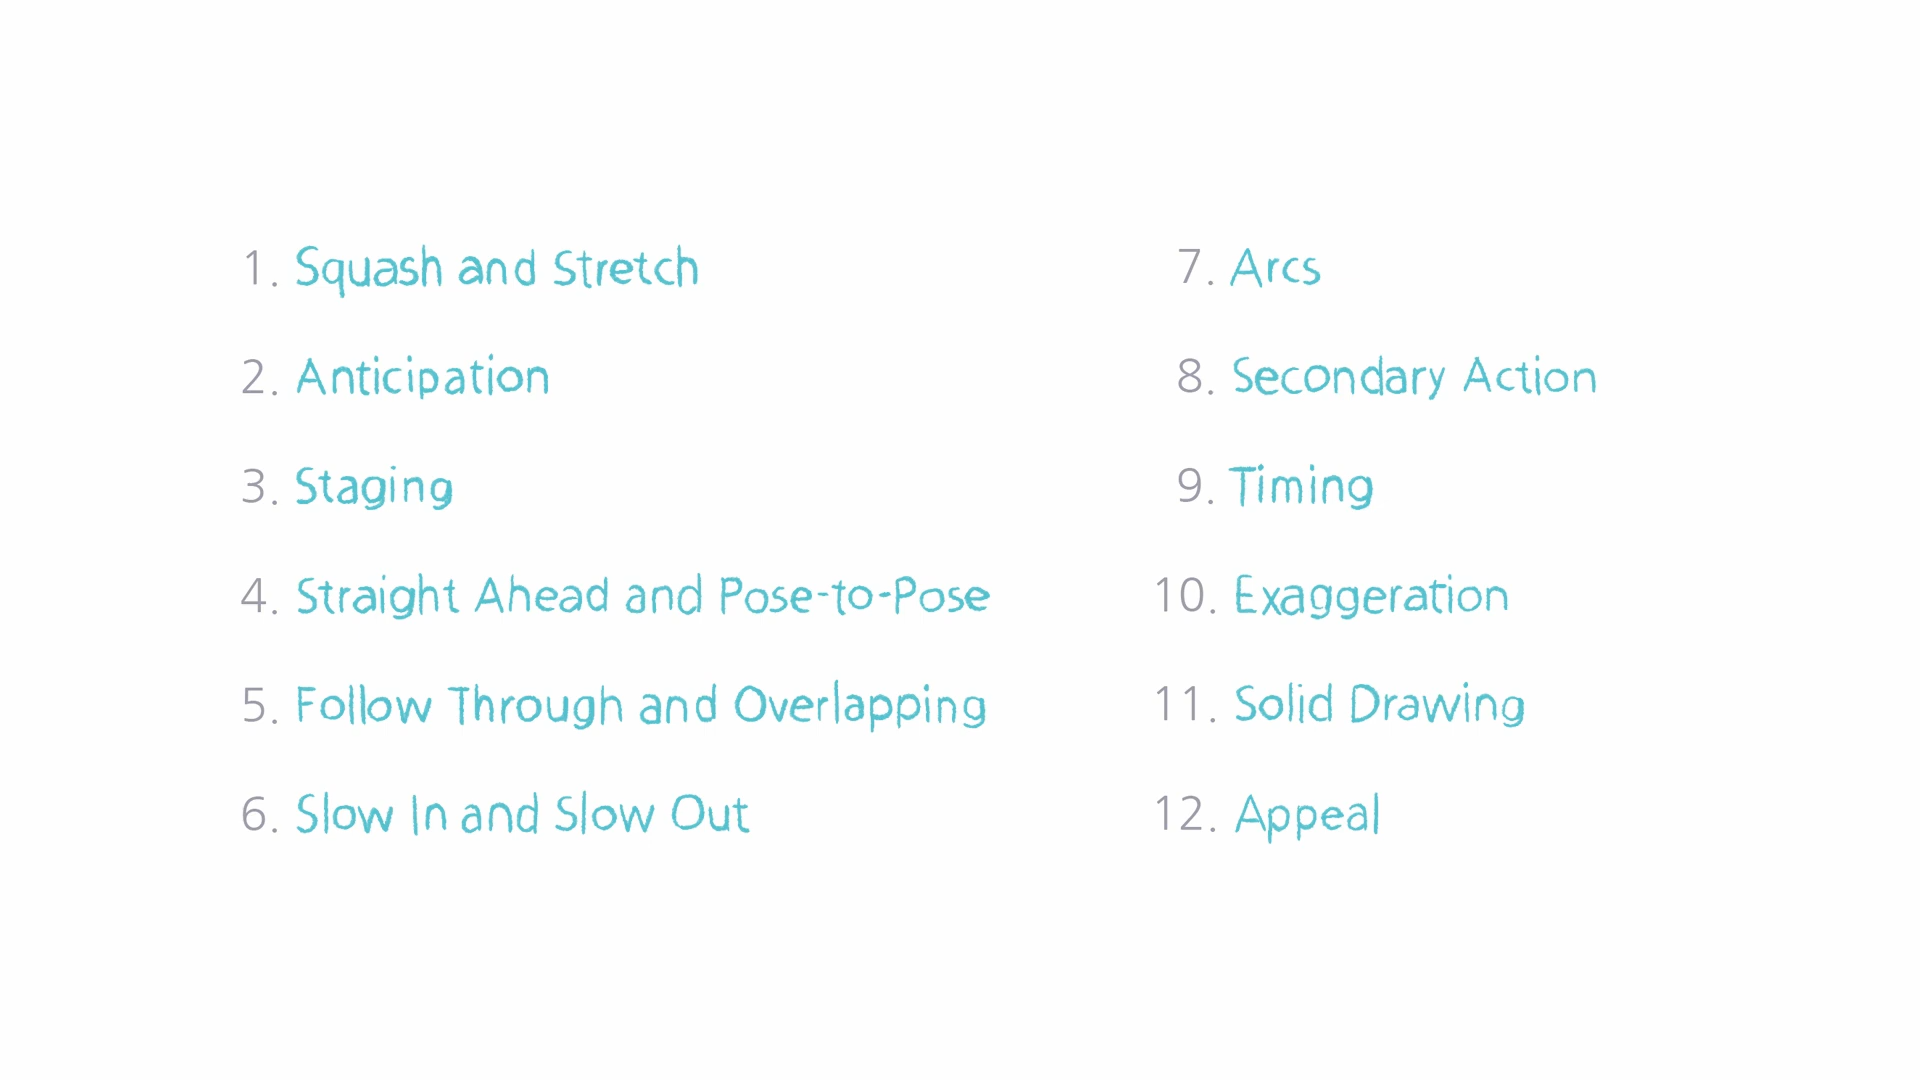 1. Squash and Stretch
2. Anticipation
3. Staging
4. Straight Ahead and Pose-to-Pose
5. Follow Through and Overlapping
6. Slow In and Slow Out
7. Arcs
8. Secondary Action
9. Timing
10. Exaggeration
11. Solid Drawing
12. Appeal